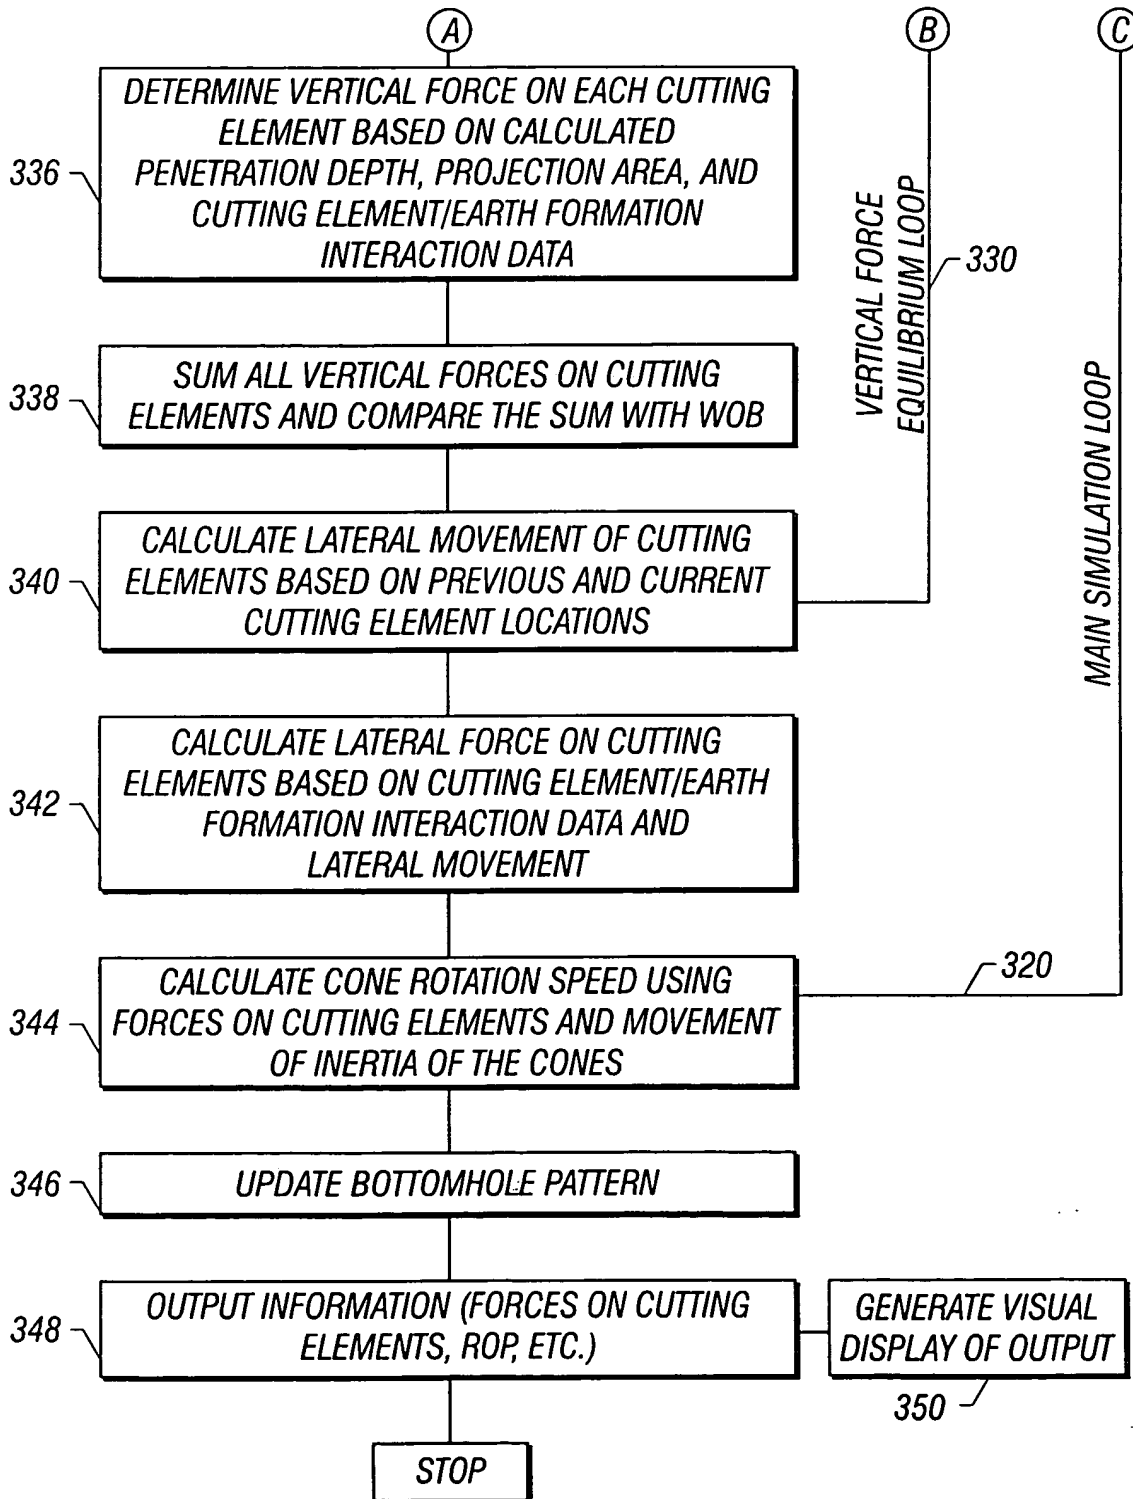 A
B
C
DETERMINE VERTICAL FORCE ON EACH CUTTING
ELEMENT BASED ON CALCULATED
PENETRATION DEPTH, PROJECTION AREA, AND
CUTTING ELEMENT/EARTH FORMATION
INTERACTION DATA
336
SUM ALL VERTICAL FORCES ON CUTTING
ELEMENTS AND COMPARE THE SUM WITH WOB
338
CALCULATE LATERAL MOVEMENT OF CUTTING
ELEMENTS BASED ON PREVIOUS AND CURRENT
CUTTING ELEMENT LOCATIONS
340
VERTICAL FORCE
EQUILIBRIUM LOOP
330
MAIN SIMULATION LOOP
CALCULATE LATERAL FORCE ON CUTTING
ELEMENTS BASED ON CUTTING ELEMENT/EARTH
FORMATION INTERACTION DATA AND
LATERAL MOVEMENT
342
CALCULATE CONE ROTATION SPEED USING
FORCES ON CUTTING ELEMENTS AND MOVEMENT
OF INERTIA OF THE CONES
344
320
UPDATE BOTTOMHOLE PATTERN
346
OUTPUT INFORMATION (FORCES ON CUTTING
ELEMENTS, ROP, ETC.)
348
GENERATE VISUAL
DISPLAY OF OUTPUT
350
STOP